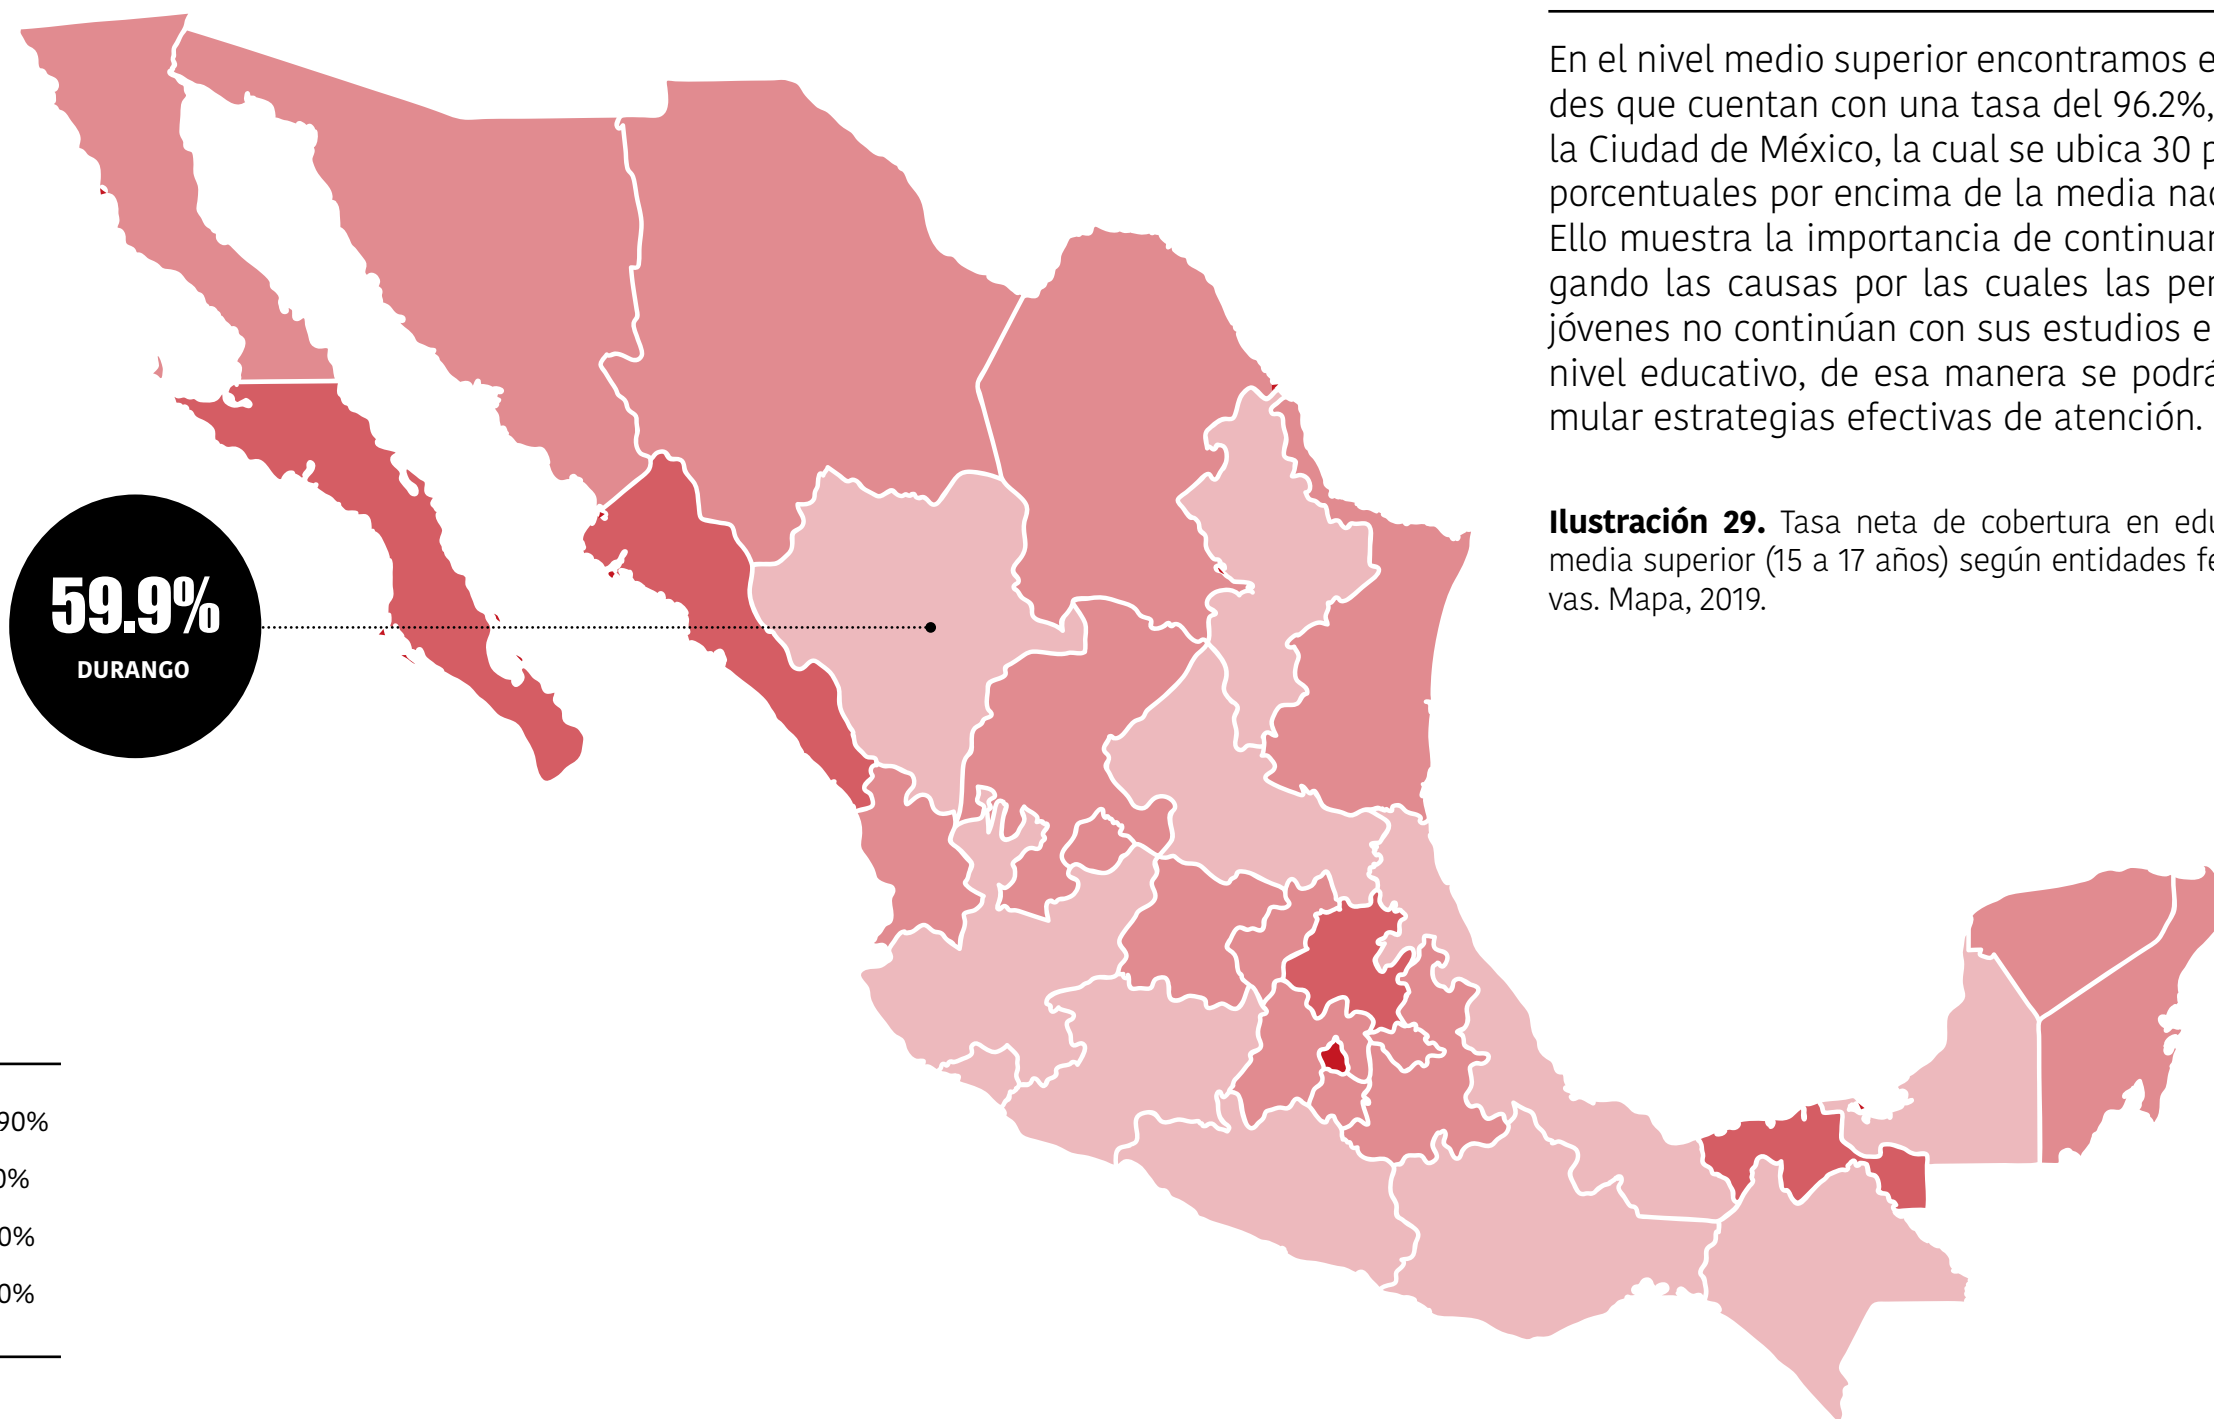 En el nivel medio superior encontramos e
des que cuentan con una tasa del 96.2%,
la Ciudad de México, la cual se ubica 30 p
porcentuales por encima de la media nac
Ello muestra la importancia de continuar
gando las causas por las cuales las per
jóvenes no continúan con sus estudios e
nivel educativo, de esa manera se podrá
mular estrategias efectivas de atención.
Ilustración 29. Tasa neta de cobertura en edu
media superior (15 a 17 años) según entidades fe
vas. Mapa, 2019.
59.9%
DURANGO
90%
0%
0%
0%